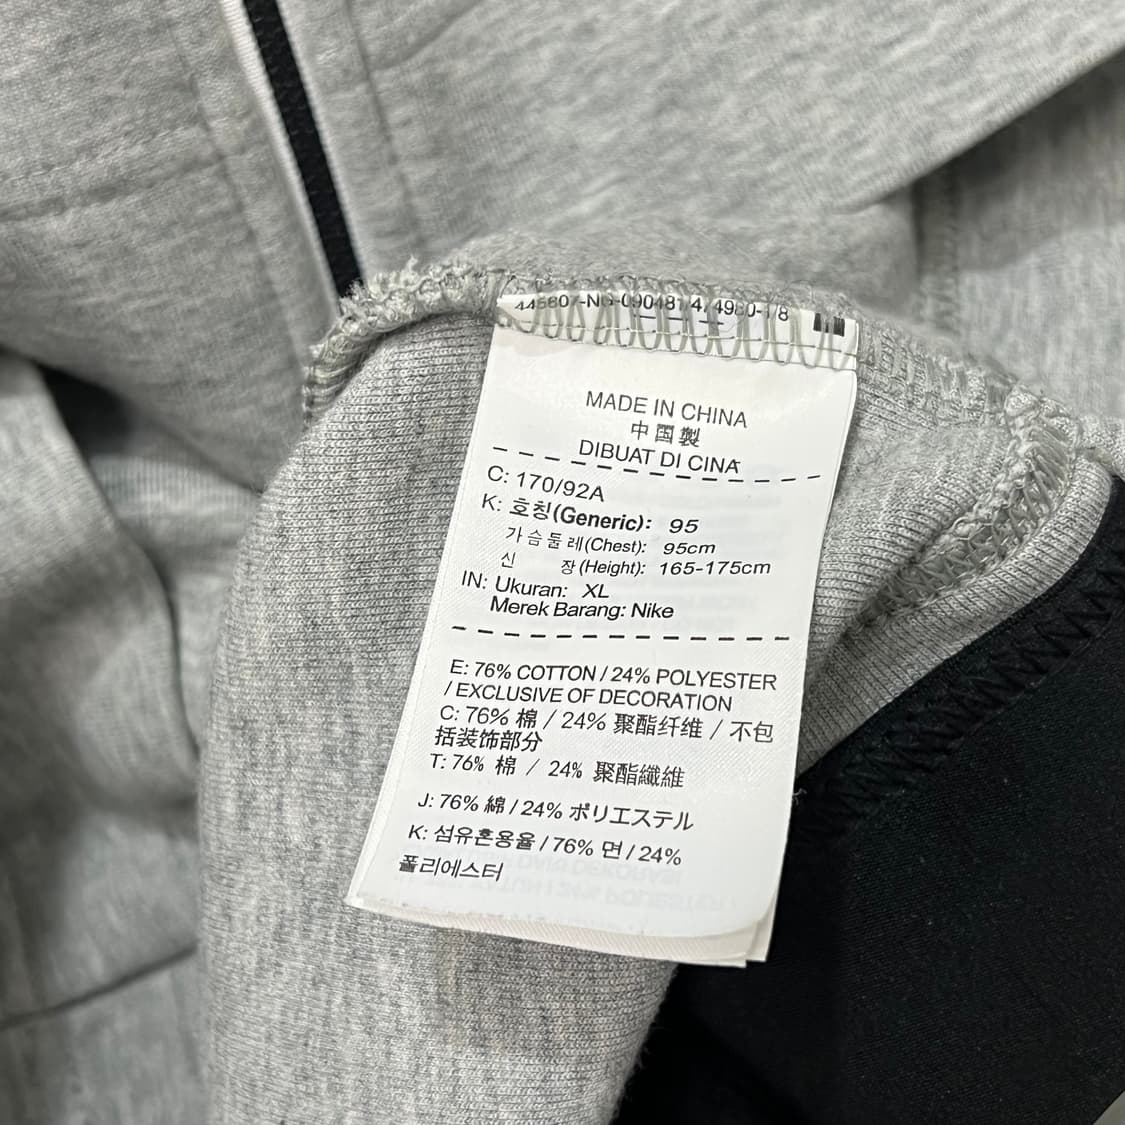 MADE IN CHINA
中国製
DIBUAT DI CINA
C: 170/92A
K: 호칭(Generic): 95
가슴둘레(Chest): 95cm
신 장(Height): 165-175cm
IN: Ukuran: XL
Merek Barang: Nike
E: 76% COTTON / 24% POLYESTER
/ EXCLUSIVE OF DECORATION
C: 76% 棉 / 24% 聚酯纤维 / 不包
括装饰部分
T: 76% 棉 / 24% 聚酯纖維
J: 76% 綿 / 24% ポリエステル
K: 섬유혼용율 / 76% 면 / 24%
폴리에스터